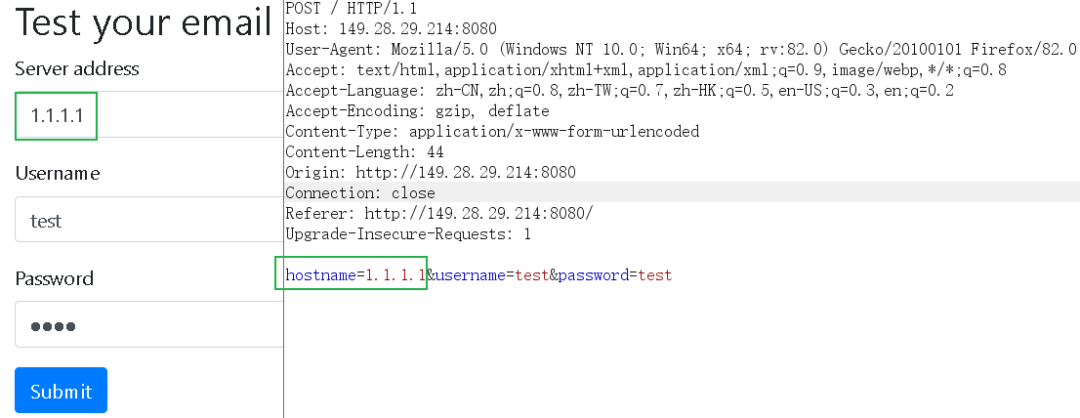 Test your email
Server address
1.1.1.1
Username
test
Password
●●●●
Submit
POST / HTTP/1.1
Host: 149.28.29.214:8080
User-Agent: Mozilla/5.0 (Windows NT 10.0; Win64; x64; rv:82.0) Gecko/20100101 Firefox/82.0
Accept: text/html,application/xhtml+xml,application/xml;q=0.9,image/webp,*/*;q=0.8
Accept-Language: zh-CN,zh;q=0.8,zh-TW;q=0.7,zh-HK;q=0.5,en-US;q=0.3,en;q=0.2
Accept-Encoding: gzip, deflate
Content-Type: application/x-www-form-urlencoded
Content-Length: 44
Origin: http://149.28.29.214:8080
Connection: close
Referer: http://149.28.29.214:8080/
Upgrade-Insecure-Requests: 1
hostname=1.1.1.1&username=test&password=test